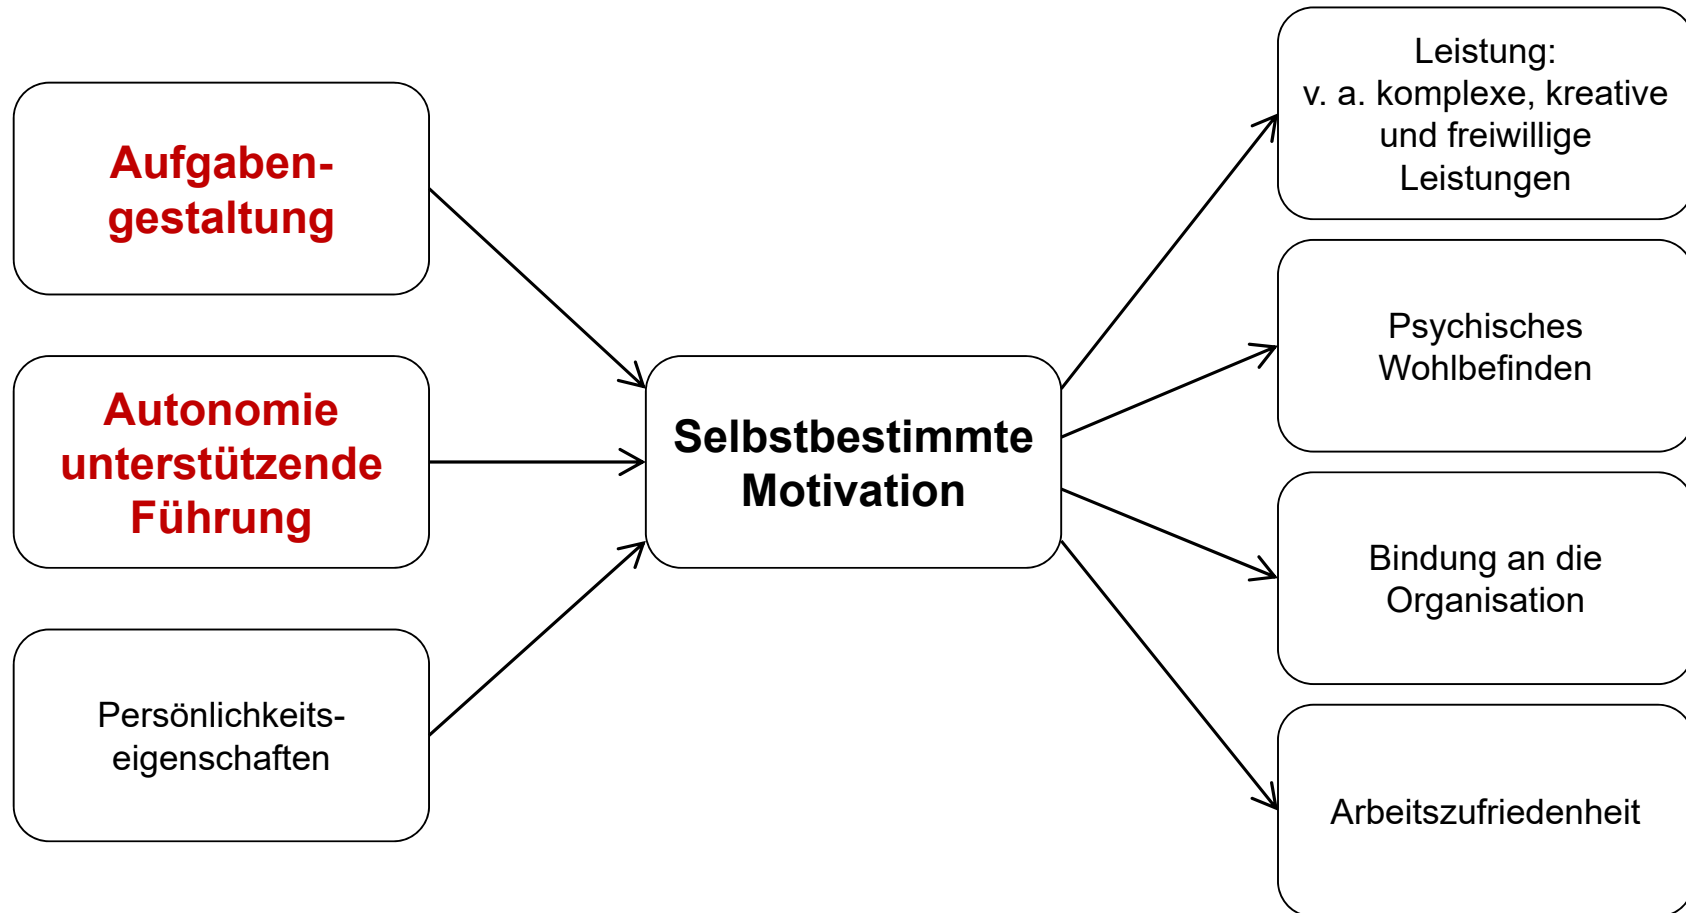 Aufgaben-
gestaltung
Autonomie
unterstützende
Führung
Persönlichkeits-
eigenschaften
Selbstbestimmte
Motivation
Leistung:
v. a. komplexe, kreative
und freiwillige
Leistungen
Psychisches
Wohlbefinden
Bindung an die
Organisation
Arbeitszufriedenheit